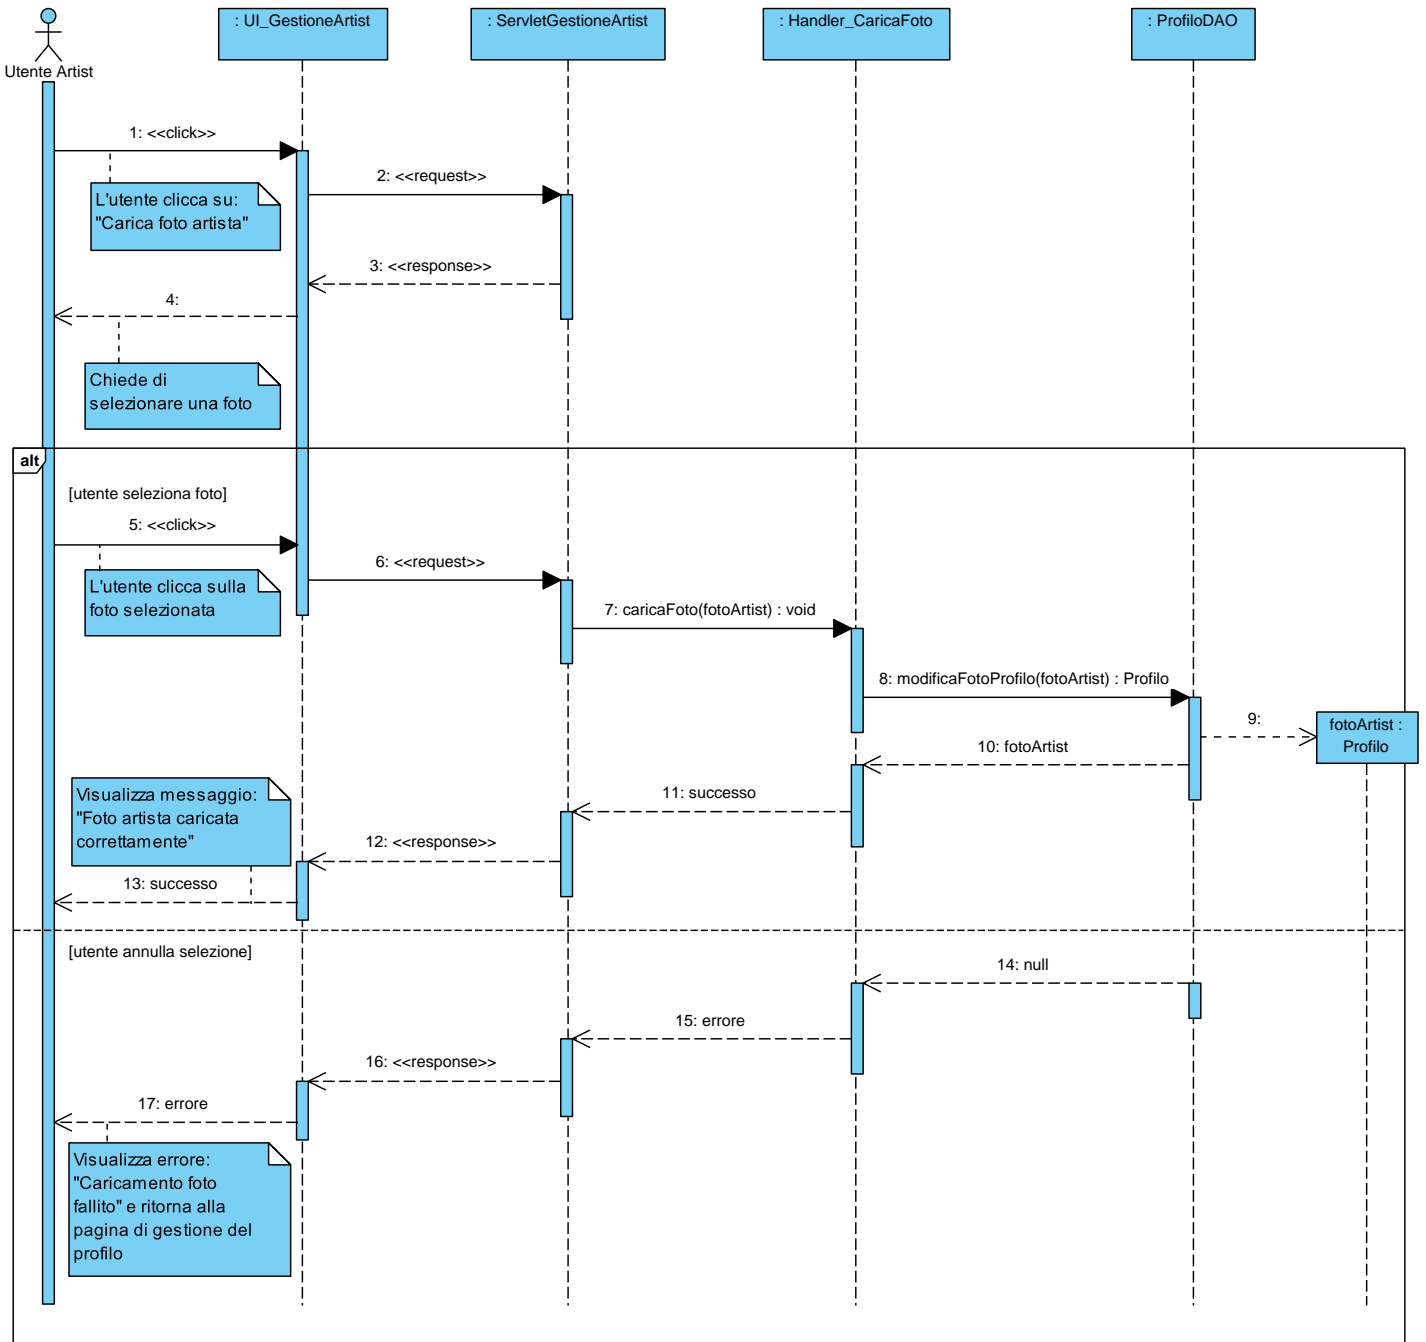 : UI_GestioneArtist
: ServletGestioneArtist
: Handler_CaricaFoto
: ProfiloDAO
Utente Artist
1: <<click>>
2: <<request>>
L'utente clicca su:
"Carica foto artista"
3: <<response>>
4:
Chiede di
selezionare una foto
alt
[utente seleziona foto]
5: <<click>>
6: <<request>>
L'utente clicca sulla
foto selezionata
7: caricaFoto(fotoArtist) : void
8: modificaFotoProfilo(fotoArtist) : Profilo
9:
fotoArtist :
Profilo
10: fotoArtist
11: successo
Visualizza messaggio:
"Foto artista caricata
correttamente"
12: <<response>>
13: successo
[utente annulla selezione]
14: null
15: errore
16: <<response>>
17: errore
Visualizza errore:
"Caricamento foto
fallito" e ritorna alla
pagina di gestione del
profilo